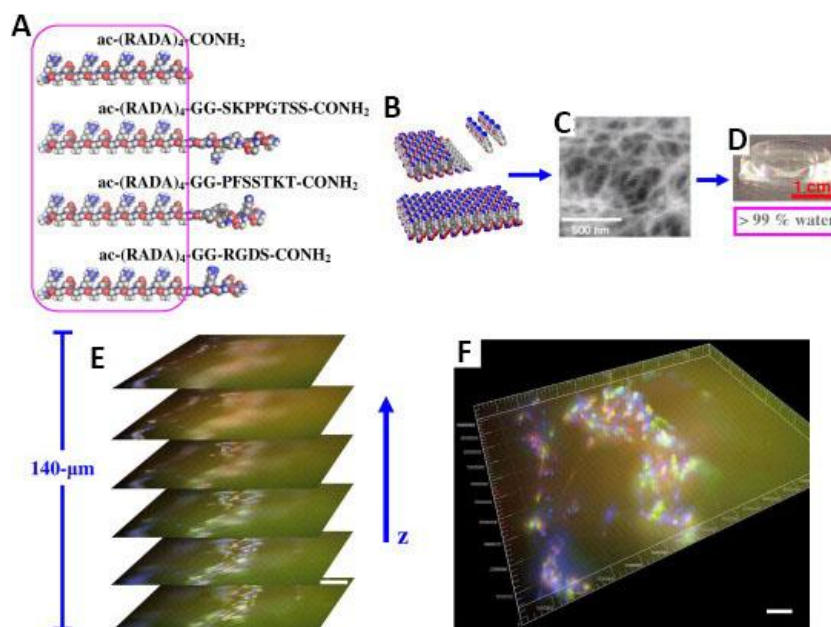 A
ac-(RADA)₄-CONH₂
ac-(RADA)₄-GG-SKPPGTSS-CONH₂
ac-(RADA)₄-GG-PFSSTKT-CONH₂
ac-(RADA)₄-GG-RGDS-CONH₂
B
C
500 nm
D
1 cm
> 99 % water
E
140-μm
z
F